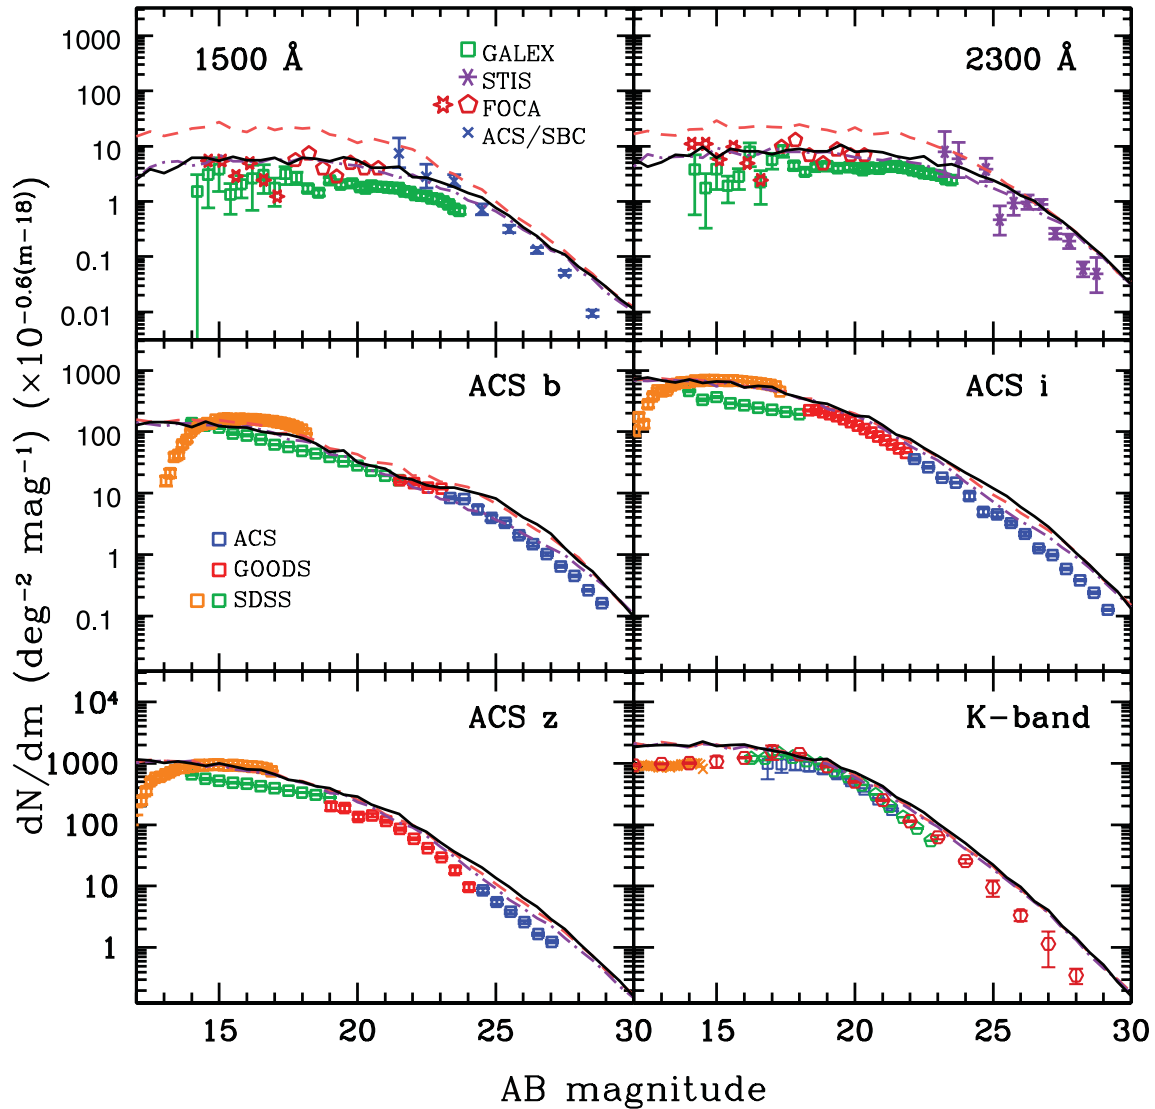 1500 Å
GALEX
STIS
FOCA
ACS/SBC
2300 Å
1000
100
10
1
0.1
0.01
ACS b
ACS i
1000
100
10
1
0.1
ACS
GOODS
SDSS
ACS z
K−band
10⁴
1000
100
10
1
15 20 25 30 15 20 25 30
AB magnitude
dN/dm (deg⁻² mag⁻¹) (×10^−0.6(m−18))